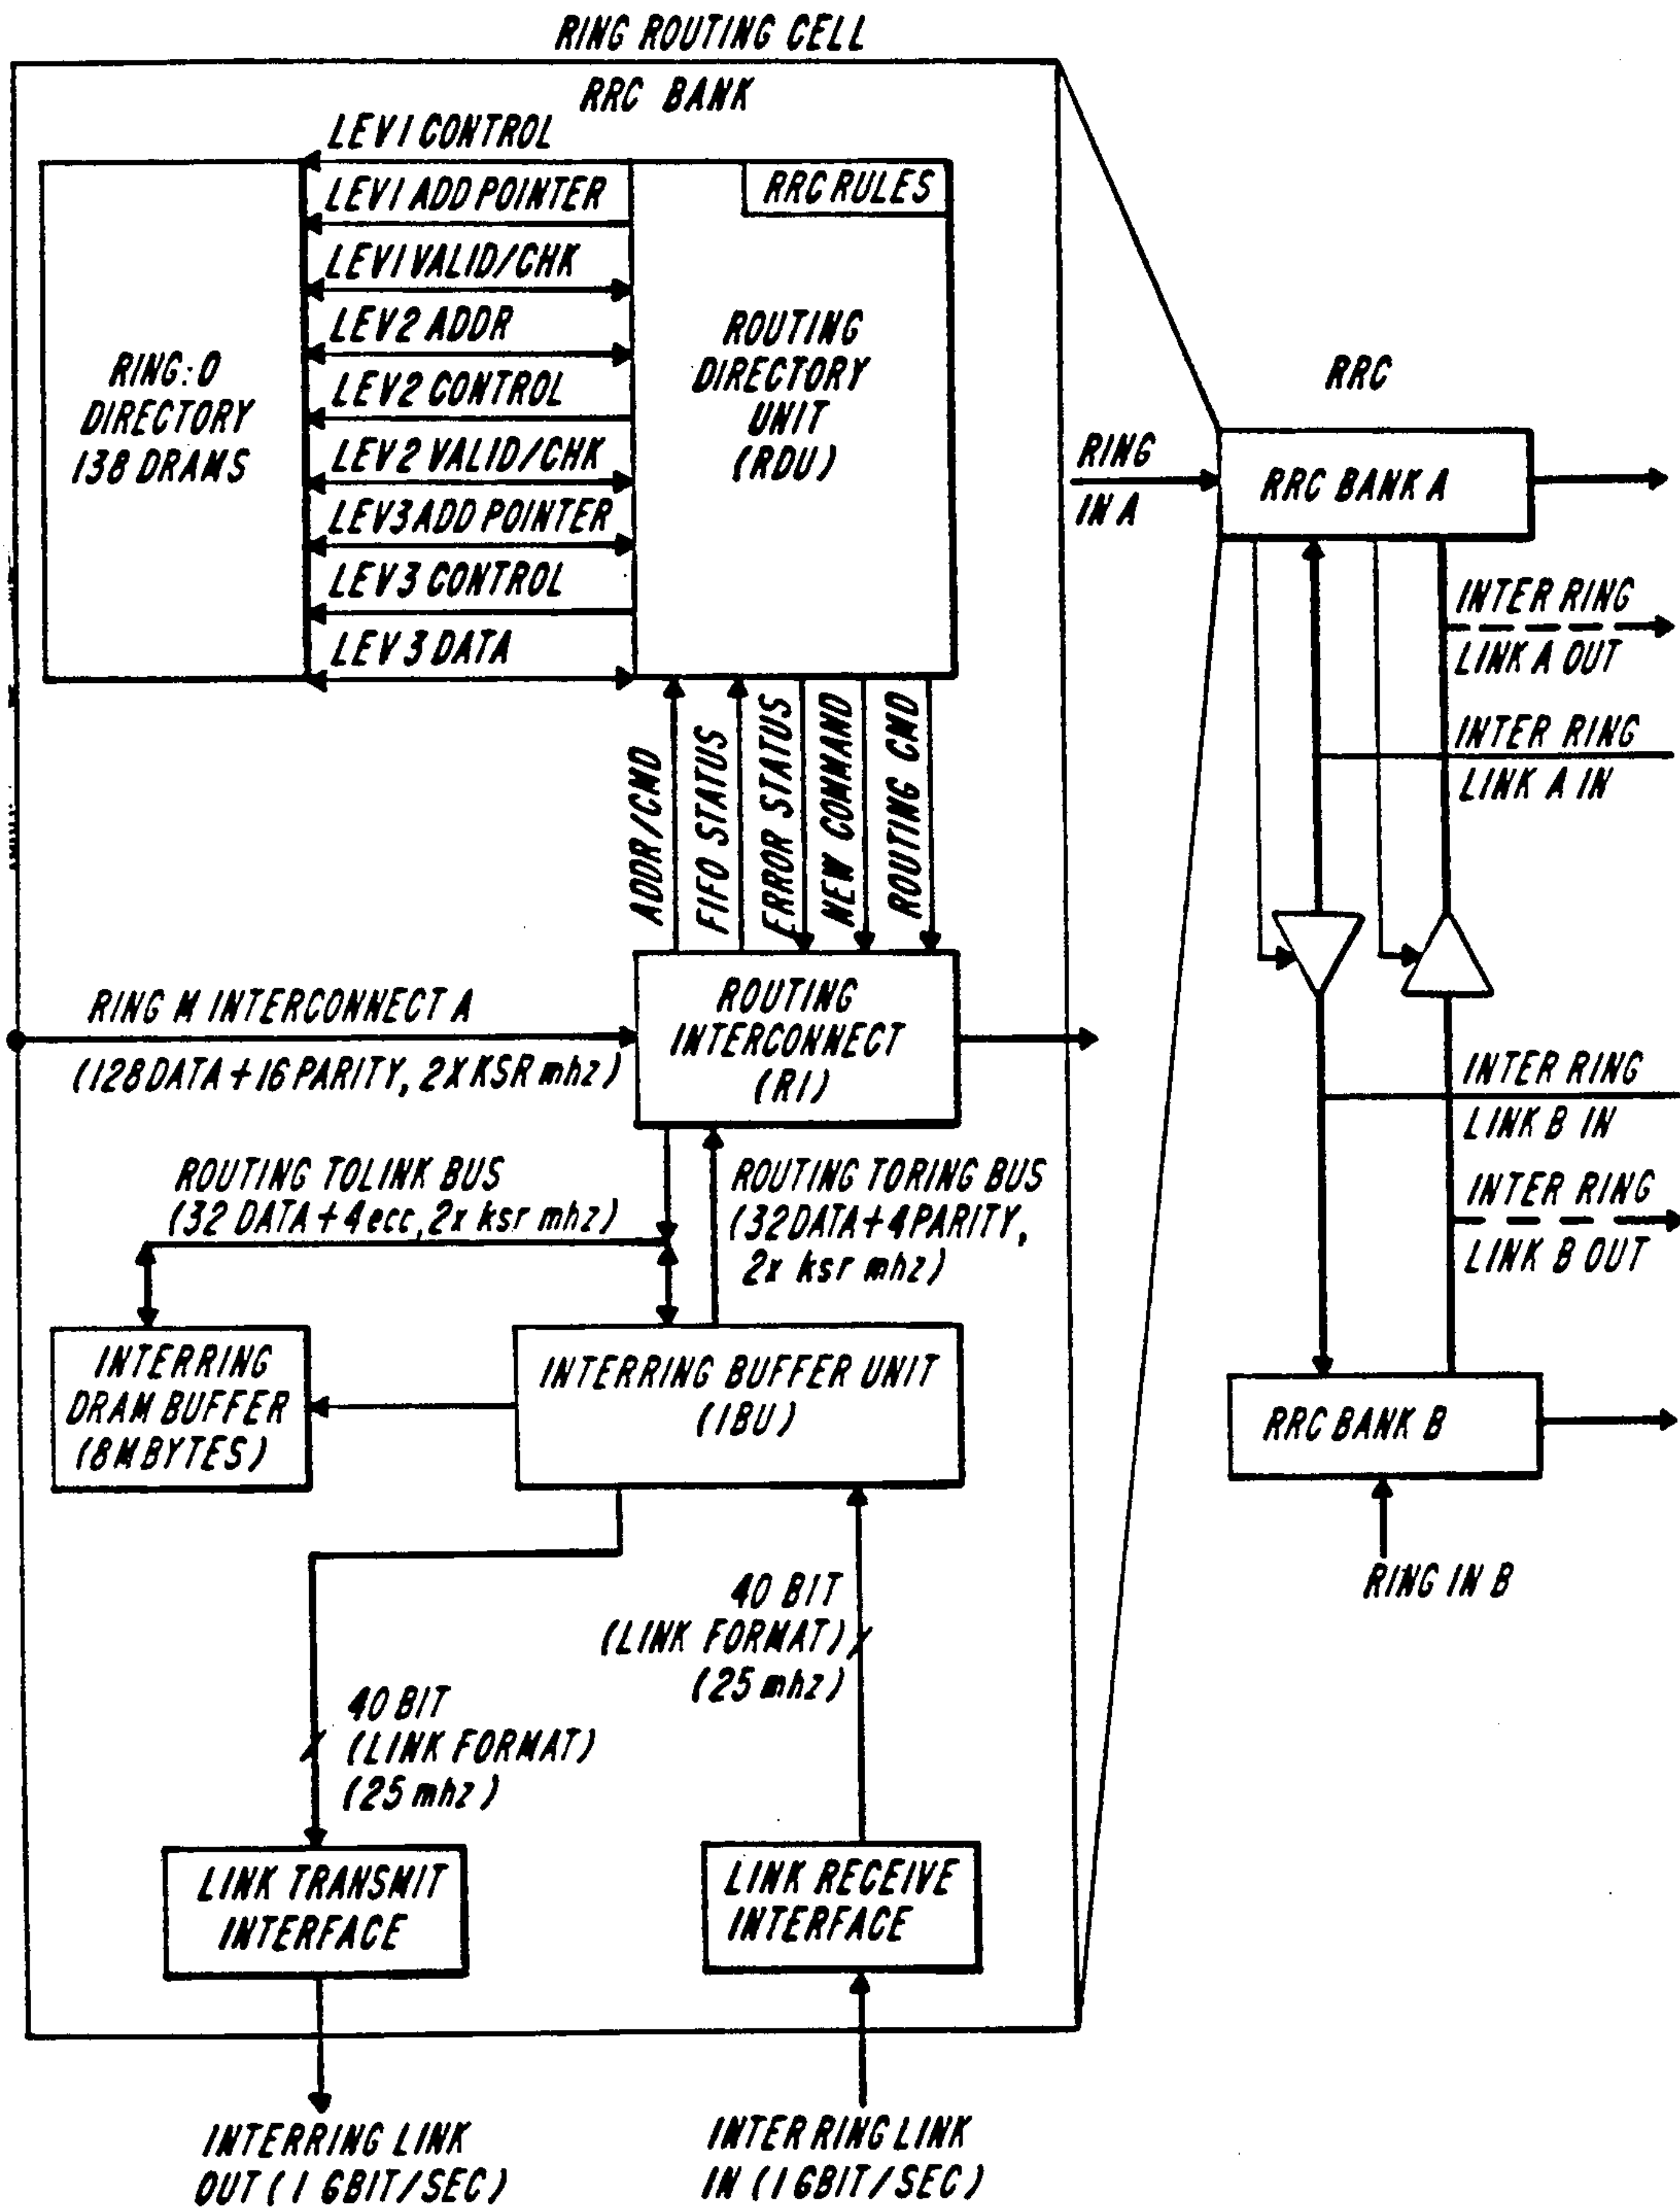 RING ROUTING CELL
RRC BANK
LEV1 CONTROL
LEV1 ADD POINTER
LEV1 VALID/CHK
LEV2 ADDR
LEV2 CONTROL
LEV2 VALID/CHK
LEV3 ADD POINTER
LEV3 CONTROL
LEV3 DATA
RING:0
DIRECTORY
138 DRAMS
RRC RULES
ROUTING
DIRECTORY
UNIT
(RDU)
ADDR/CMD
FIFO STATUS
ERROR STATUS
NEW COMMAND
ROUTING CMD
RING M INTERCONNECT A
(128 DATA + 16 PARITY, 2X KSR mhz)
ROUTING
INTERCONNECT
(RI)
ROUTING TOLINK BUS
(32 DATA + 4 ecc, 2x ksr mhz)
ROUTING TORING BUS
(32 DATA + 4 PARITY,
2x ksr mhz)
INTERRING
DRAM BUFFER
(8MBYTES)
INTERRING BUFFER UNIT
(IBU)
40 BIT
(LINK FORMAT)
(25 mhz)
40 BIT
(LINK FORMAT)
(25 mhz)
LINK TRANSMIT
INTERFACE
LINK RECEIVE
INTERFACE
INTERRING LINK
OUT (1 GBIT/SEC)
INTERRING LINK
IN (1 GBIT/SEC)
RRC
RING
IN A
RRC BANK A
INTER RING
LINK A OUT
INTER RING
LINK A IN
INTER RING
LINK B IN
INTER RING
LINK B OUT
RRC BANK B
RING IN B